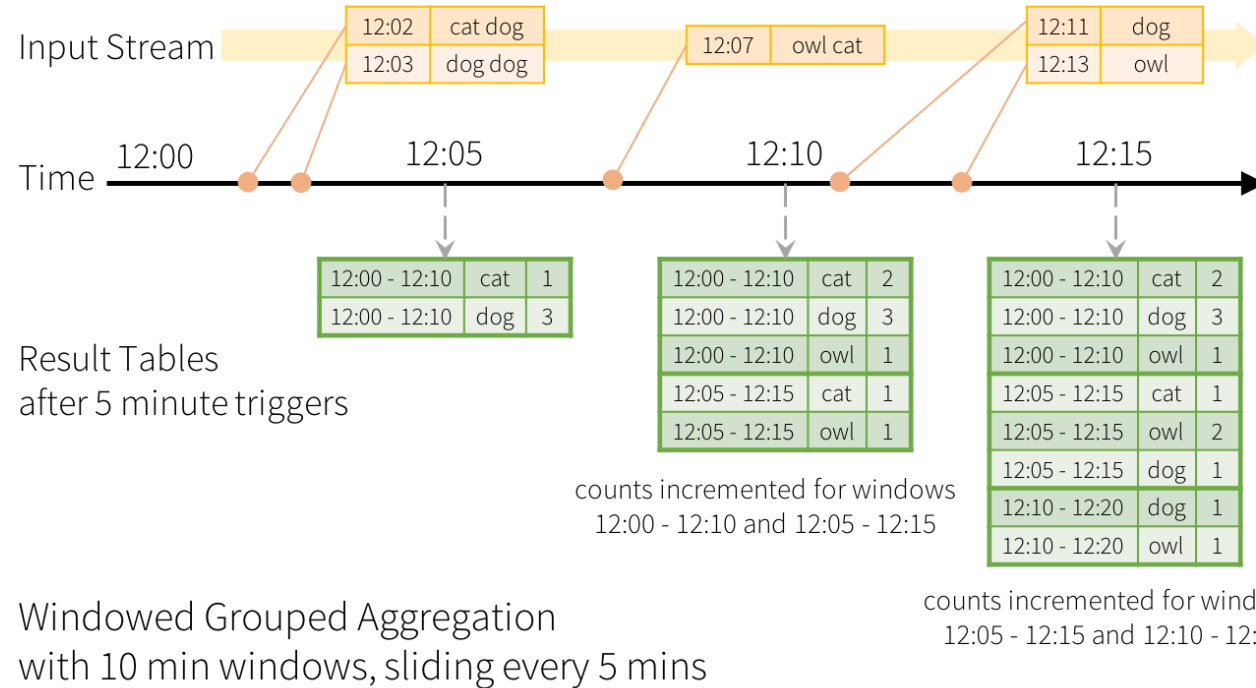 Input Stream
12:02 cat dog
12:03 dog dog
12:07 owl cat
12:11 dog
12:13 owl
Time
12:00
12:05
12:10
12:15
Result Tables
after 5 minute triggers
12:00 - 12:10 cat 1
12:00 - 12:10 dog 3
12:00 - 12:10 cat 2
12:00 - 12:10 dog 3
12:00 - 12:10 owl 1
12:05 - 12:15 cat 1
12:05 - 12:15 owl 1
counts incremented for windows
12:00 - 12:10 and 12:05 - 12:15
12:00 - 12:10 cat 2
12:00 - 12:10 dog 3
12:00 - 12:10 owl 1
12:05 - 12:15 cat 1
12:05 - 12:15 owl 2
12:05 - 12:15 dog 1
12:10 - 12:20 dog 1
12:10 - 12:20 owl 1
counts incremented for wind
12:05 - 12:15 and 12:10 - 12:
Windowed Grouped Aggregation
with 10 min windows, sliding every 5 mins